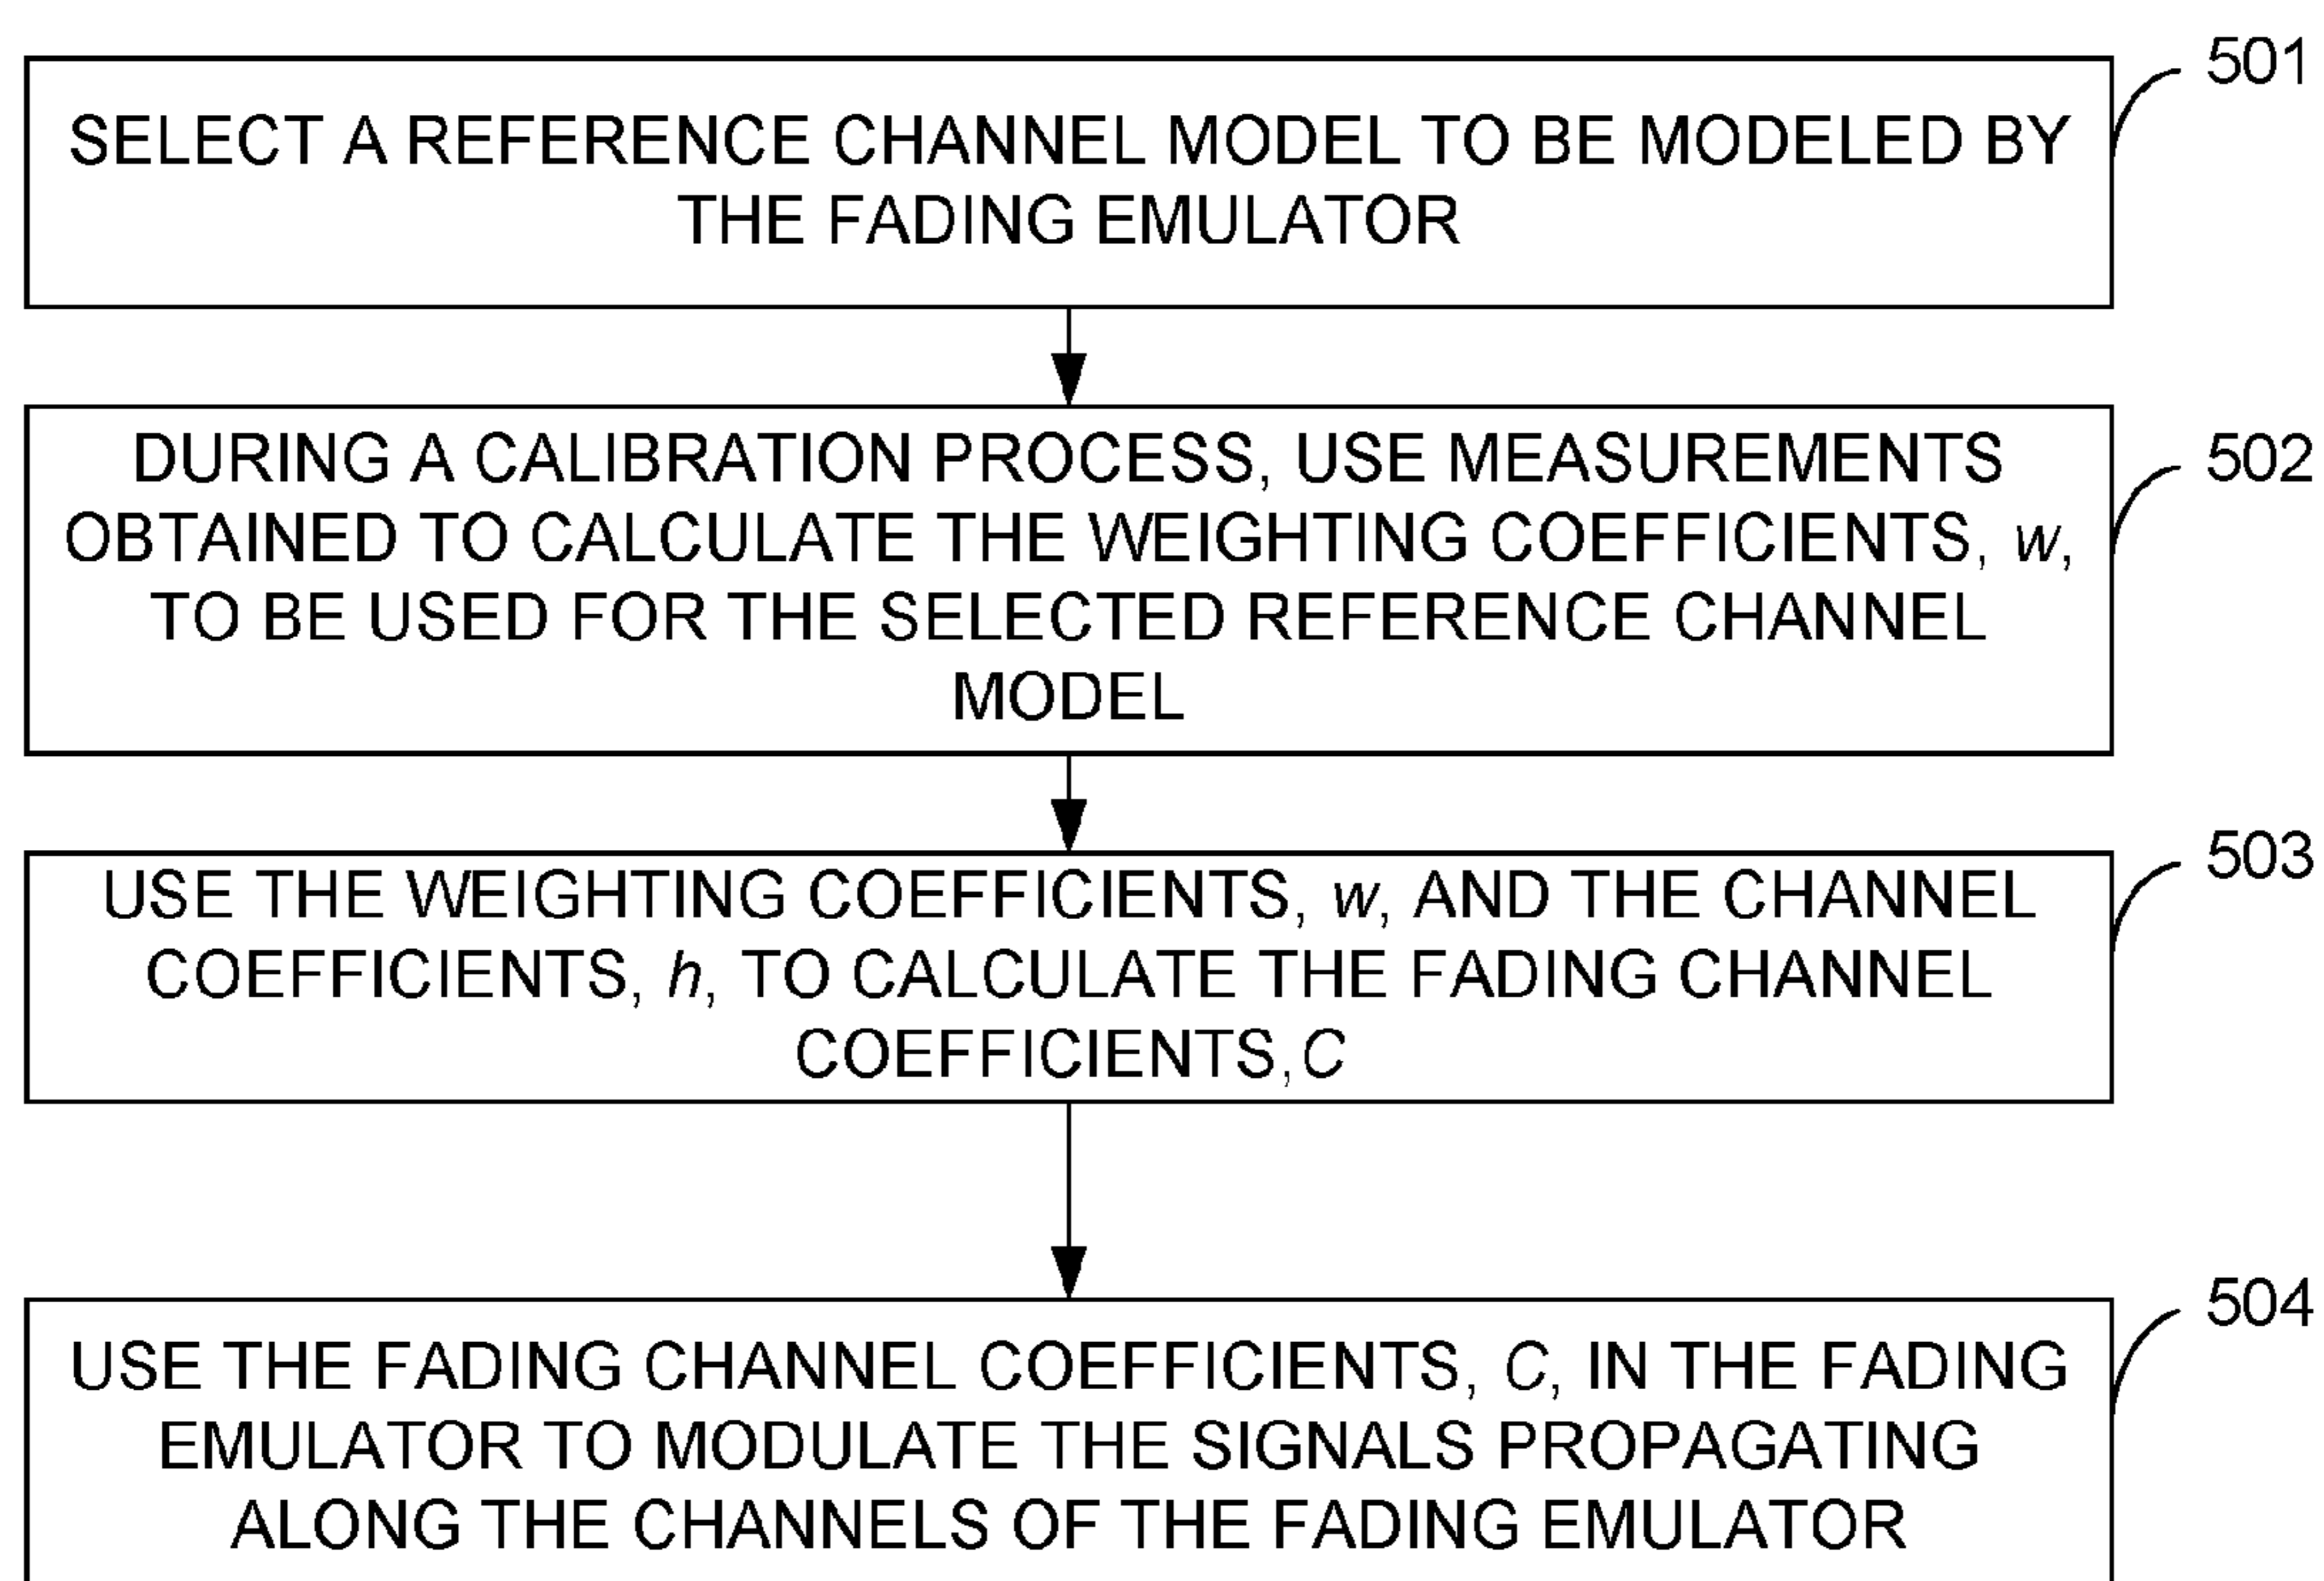 501
SELECT A REFERENCE CHANNEL MODEL TO BE MODELED BY
THE FADING EMULATOR
502
DURING A CALIBRATION PROCESS, USE MEASUREMENTS
OBTAINED TO CALCULATE THE WEIGHTING COEFFICIENTS, w,
TO BE USED FOR THE SELECTED REFERENCE CHANNEL
MODEL
503
USE THE WEIGHTING COEFFICIENTS, w, AND THE CHANNEL
COEFFICIENTS, h, TO CALCULATE THE FADING CHANNEL
COEFFICIENTS,C
504
USE THE FADING CHANNEL COEFFICIENTS, C, IN THE FADING
EMULATOR TO MODULATE THE SIGNALS PROPAGATING
ALONG THE CHANNELS OF THE FADING EMULATOR